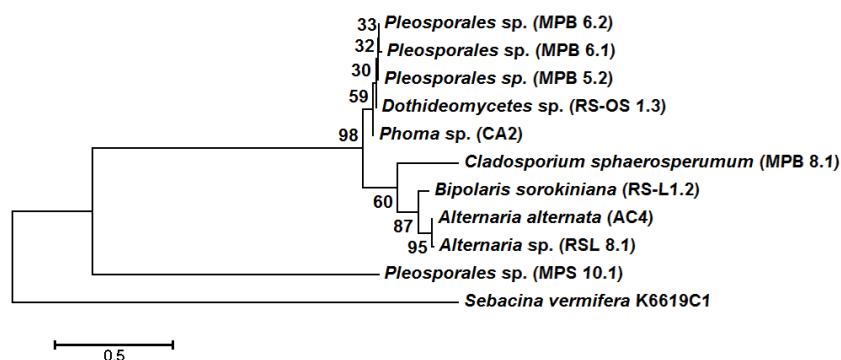 33 Pleosporales sp. (MPB 6.2)
32 Pleosporales sp. (MPB 6.1)
30 Pleosporales sp. (MPB 5.2)
59 Dothideomycetes sp. (RS-OS 1.3)
98 Phoma sp. (CA2)
Cladosporium sphaerosperumum (MPB 8.1)
60 Bipolaris sorokiniana (RS-L1.2)
87 Alternaria alternata (AC4)
95 Alternaria sp. (RSL 8.1)
Pleosporales sp. (MPS 10.1)
Sebacina vermifera K6619C1
0.5